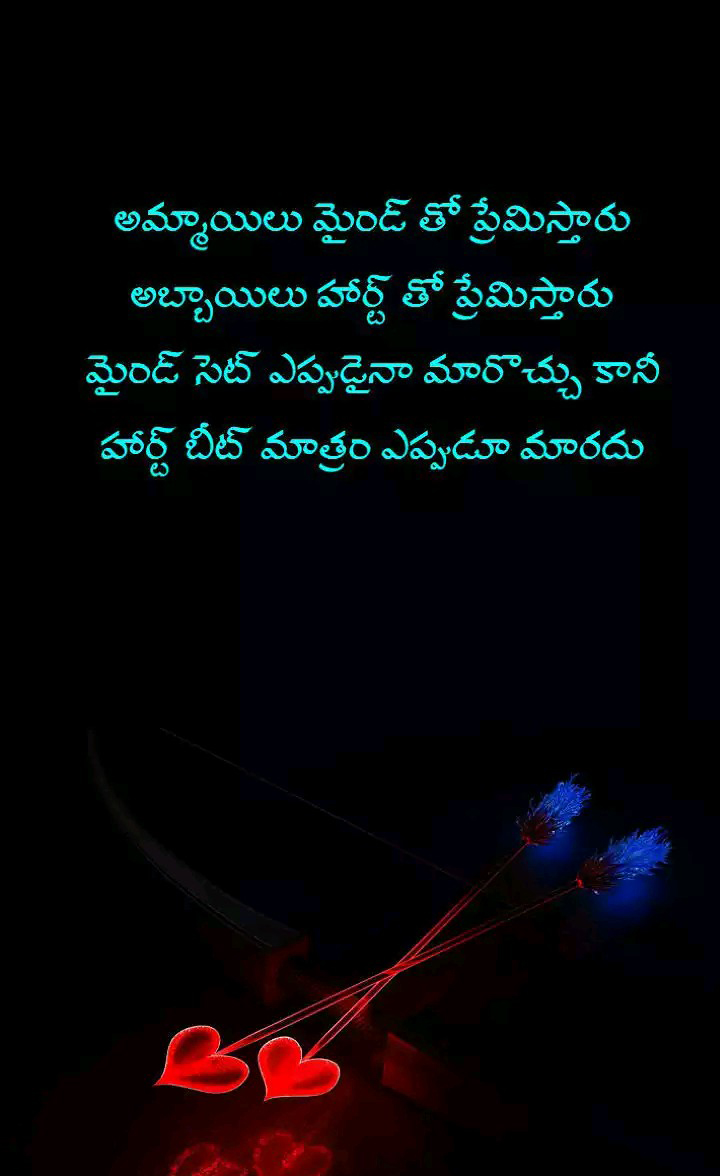 అమ్మాయిలు మైండ్ తో ప్రేమిస్తారు
అబ్బాయిలు హార్ట్ తో ప్రేమిస్తారు
మైండ్ సెట్ ఎప్పుడైనా మారొచ్చు కానీ
హార్ట్ బీట్ మాత్రం ఎప్పుడూ మారదు